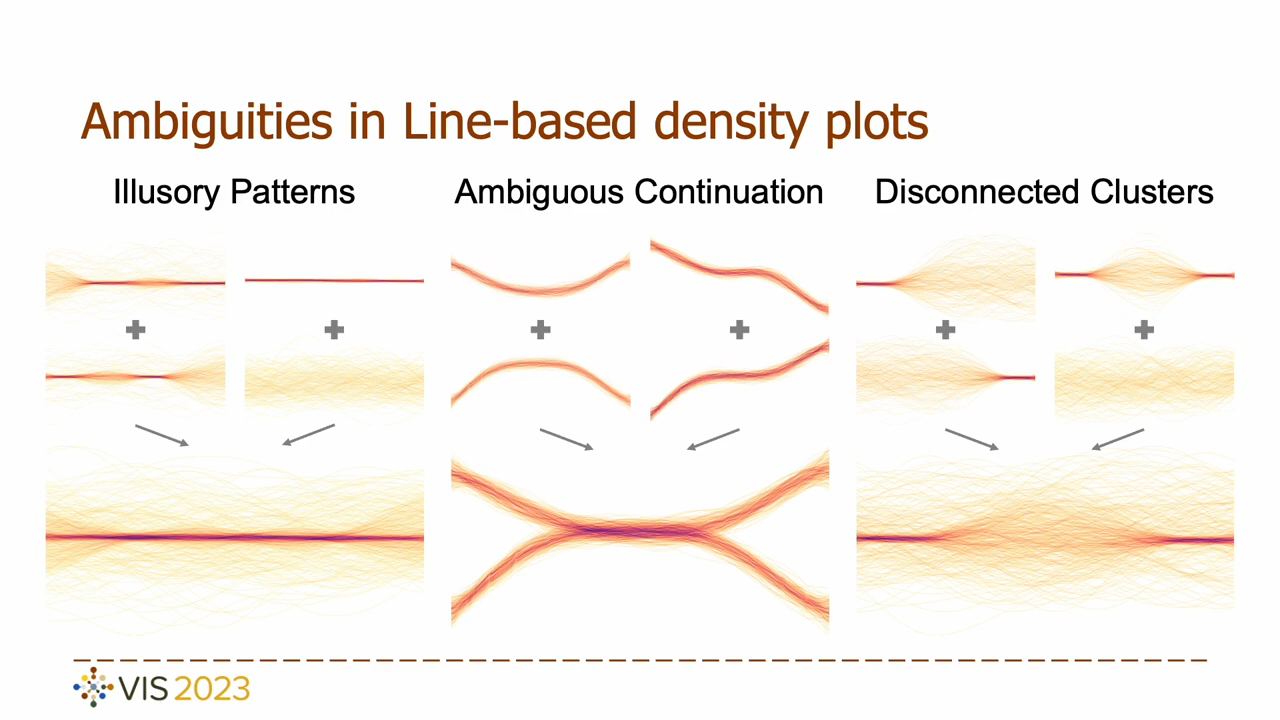 Ambiguities in Line-based density plots
Illusory Patterns
Ambiguous Continuation
Disconnected Clusters
VIS 2023